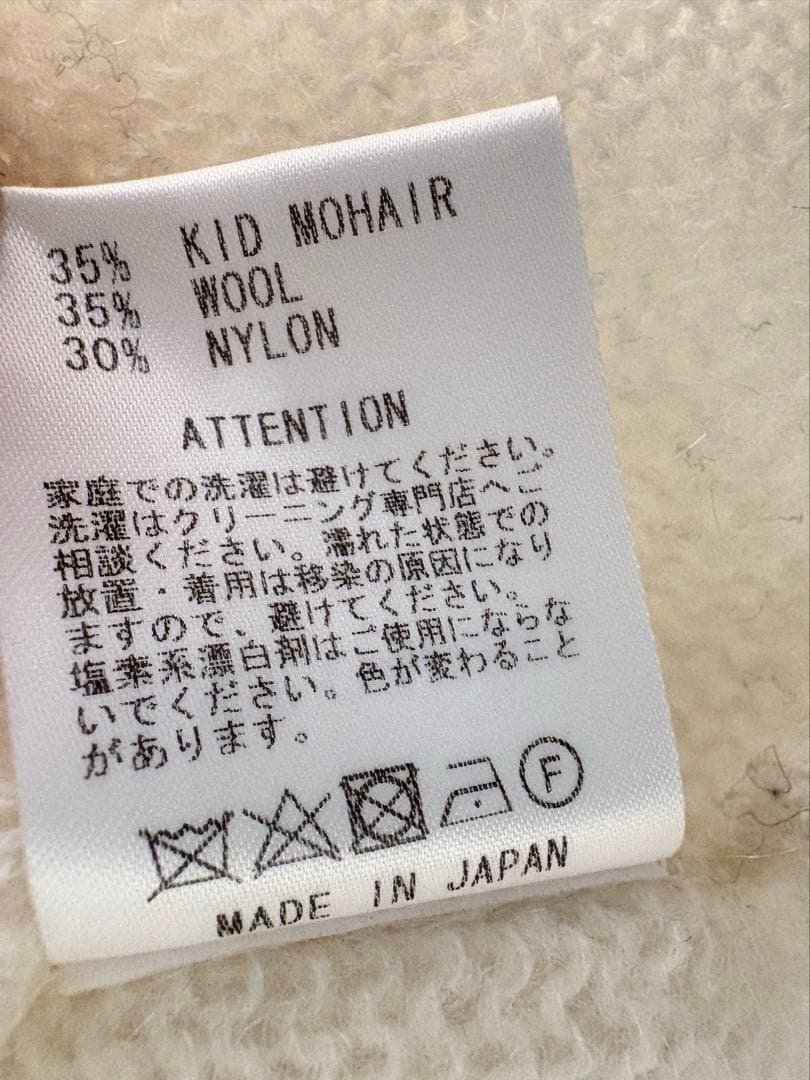 35% KID MOHAIR
35% WOOL
30% NYLON
ATTENTION
家庭での洗濯は避けてください。
洗濯はクリーニング専門店へご
相談ください。濡れた状態での
放置・着用は移染の原因になり
ますので、避けてください。
塩素系漂白剤はご使用にならな
いでください。色が変わること
があります。
F
MADE IN JAPAN